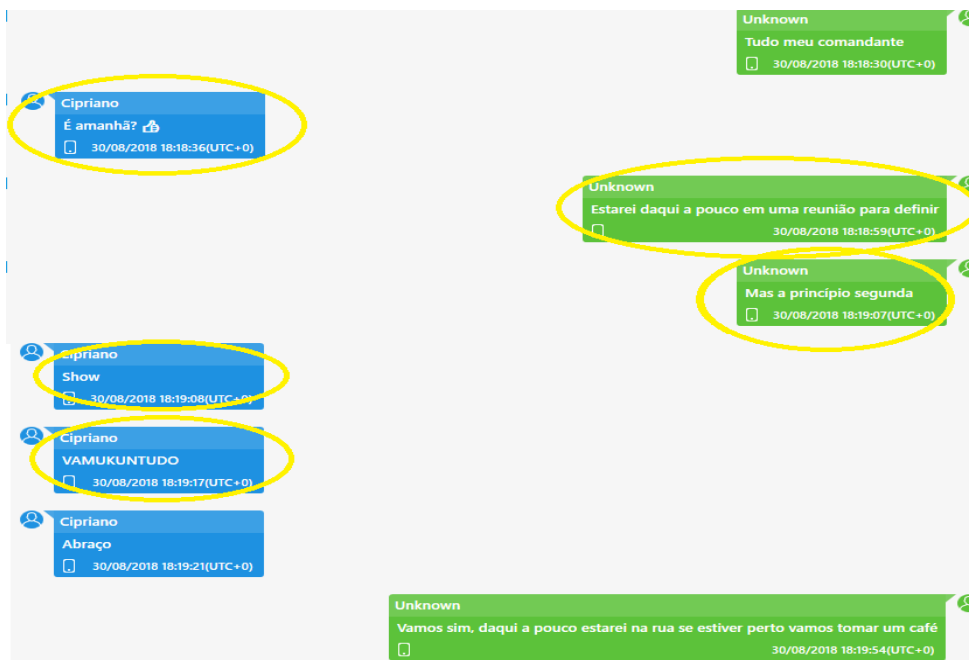 Unknown
Tudo meu comandante
30/08/2018 18:18:30(UTC+0)
Cipriano
É amanhã?
30/08/2018 18:18:36(UTC+0)
Unknown
Estarei daqui a pouco em uma reunião para definir
30/08/2018 18:18:59(UTC+0)
Unknown
Mas a princípio segunda
30/08/2018 18:19:07(UTC+0)
Cipriano
Show
30/08/2018 18:19:08(UTC+0)
Cipriano
VAMUKUNTUDO
30/08/2018 18:19:17(UTC+0)
Cipriano
Abraço
30/08/2018 18:19:21(UTC+0)
Unknown
Vamos sim, daqui a pouco estarei na rua se estiver perto vamos tomar um café
30/08/2018 18:19:54(UTC+0)